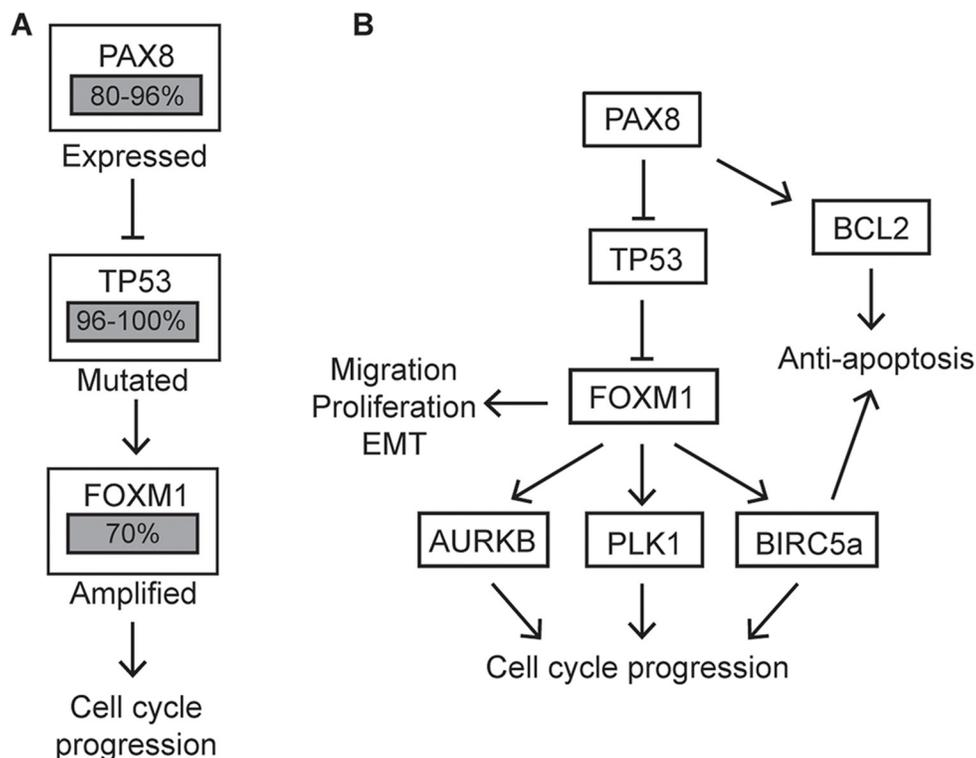 A
PAX8
80-96%
Expressed
TP53
96-100%
Mutated
FOXM1
70%
Amplified
Cell cycle
progression
B
PAX8
BCL2
TP53
Anti-apoptosis
Migration
Proliferation
EMT
FOXM1
AURKB
PLK1
BIRC5a
Cell cycle progression